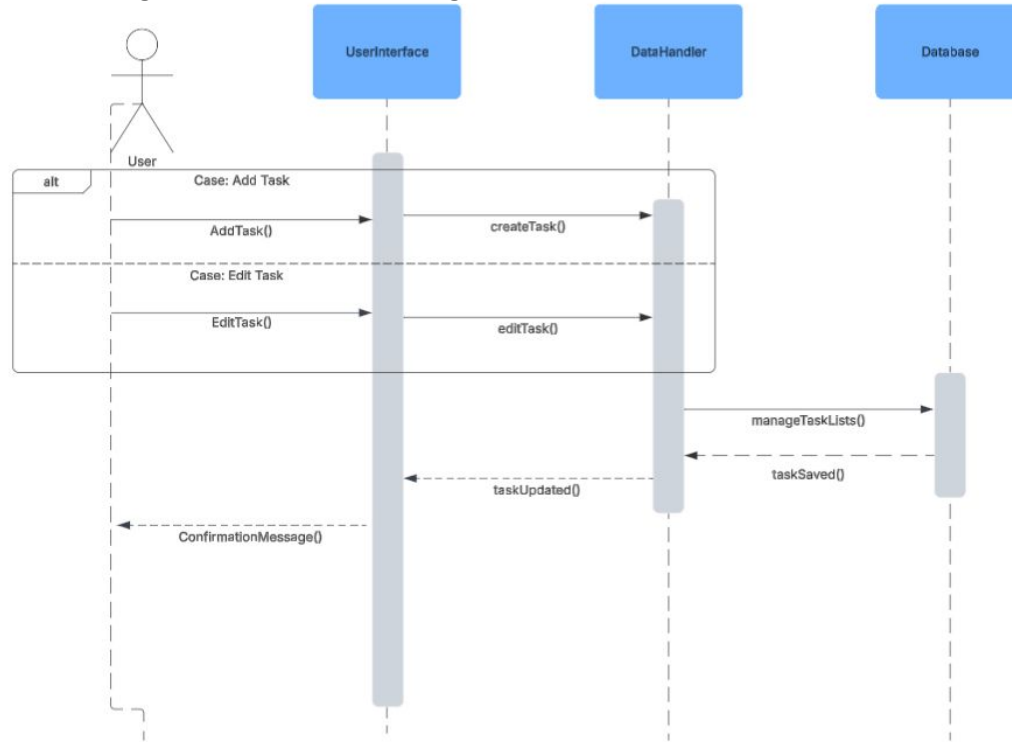 UserInterface
DataHandler
Database
User
alt
Case: Add Task
AddTask()
createTask()
Case: Edit Task
EditTask()
editTask()
manageTaskLists()
taskSaved()
taskUpdated()
ConfirmationMessage()